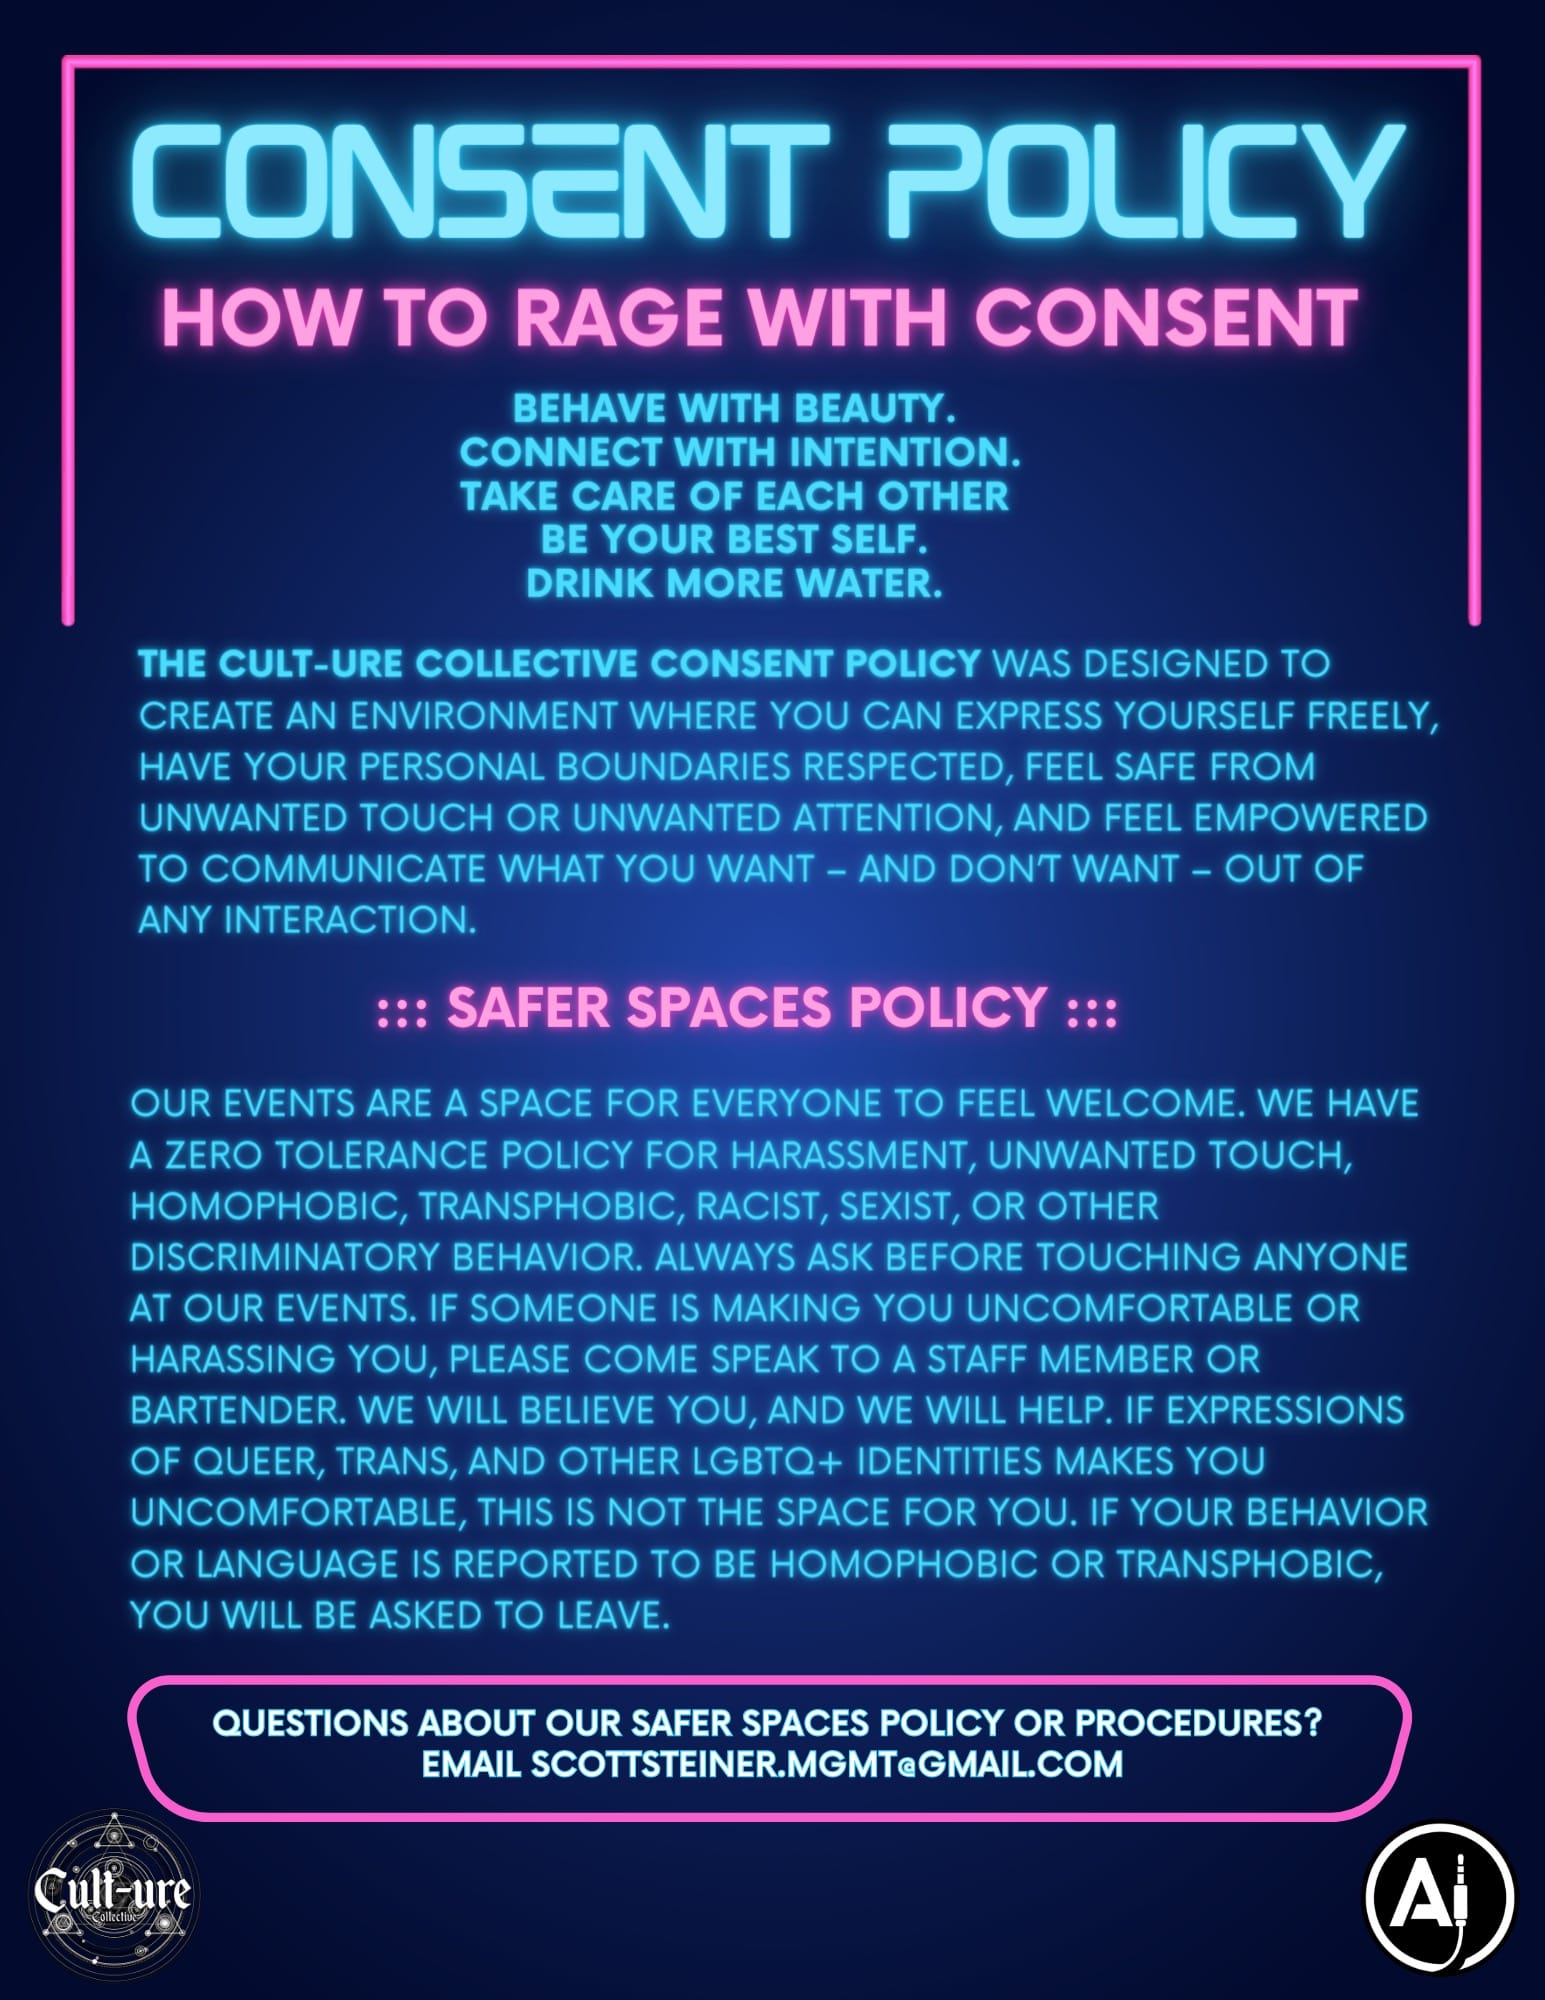 CONSENT POLICY
HOW TO RAGE WITH CONSENT
BEHAVE WITH BEAUTY.
CONNECT WITH INTENTION.
TAKE CARE OF EACH OTHER
BE YOUR BEST SELF.
DRINK MORE WATER.
THE CULT-URE COLLECTIVE CONSENT POLICY WAS DESIGNED TO
CREATE AN ENVIRONMENT WHERE YOU CAN EXPRESS YOURSELF FREELY,
HAVE YOUR PERSONAL BOUNDARIES RESPECTED, FEEL SAFE FROM
UNWANTED TOUCH OR UNWANTED ATTENTION, AND FEEL EMPOWERED
TO COMMUNICATE WHAT YOU WANT – AND DON'T WANT – OUT OF
ANY INTERACTION.
::: SAFER SPACES POLICY :::
OUR EVENTS ARE A SPACE FOR EVERYONE TO FEEL WELCOME. WE HAVE
A ZERO TOLERANCE POLICY FOR HARASSMENT, UNWANTED TOUCH,
HOMOPHOBIC, TRANSPHOBIC, RACIST, SEXIST, OR OTHER
DISCRIMINATORY BEHAVIOR. ALWAYS ASK BEFORE TOUCHING ANYONE
AT OUR EVENTS. IF SOMEONE IS MAKING YOU UNCOMFORTABLE OR
HARASSING YOU, PLEASE COME SPEAK TO A STAFF MEMBER OR
BARTENDER. WE WILL BELIEVE YOU, AND WE WILL HELP. IF EXPRESSIONS
OF QUEER, TRANS, AND OTHER LGBTQ+ IDENTITIES MAKES YOU
UNCOMFORTABLE, THIS IS NOT THE SPACE FOR YOU. IF YOUR BEHAVIOR
OR LANGUAGE IS REPORTED TO BE HOMOPHOBIC OR TRANSPHOBIC,
YOU WILL BE ASKED TO LEAVE.
QUESTIONS ABOUT OUR SAFER SPACES POLICY OR PROCEDURES?
EMAIL SCOTTSTEINER.MGMT@GMAIL.COM
Cult-ure
Collective
Ai